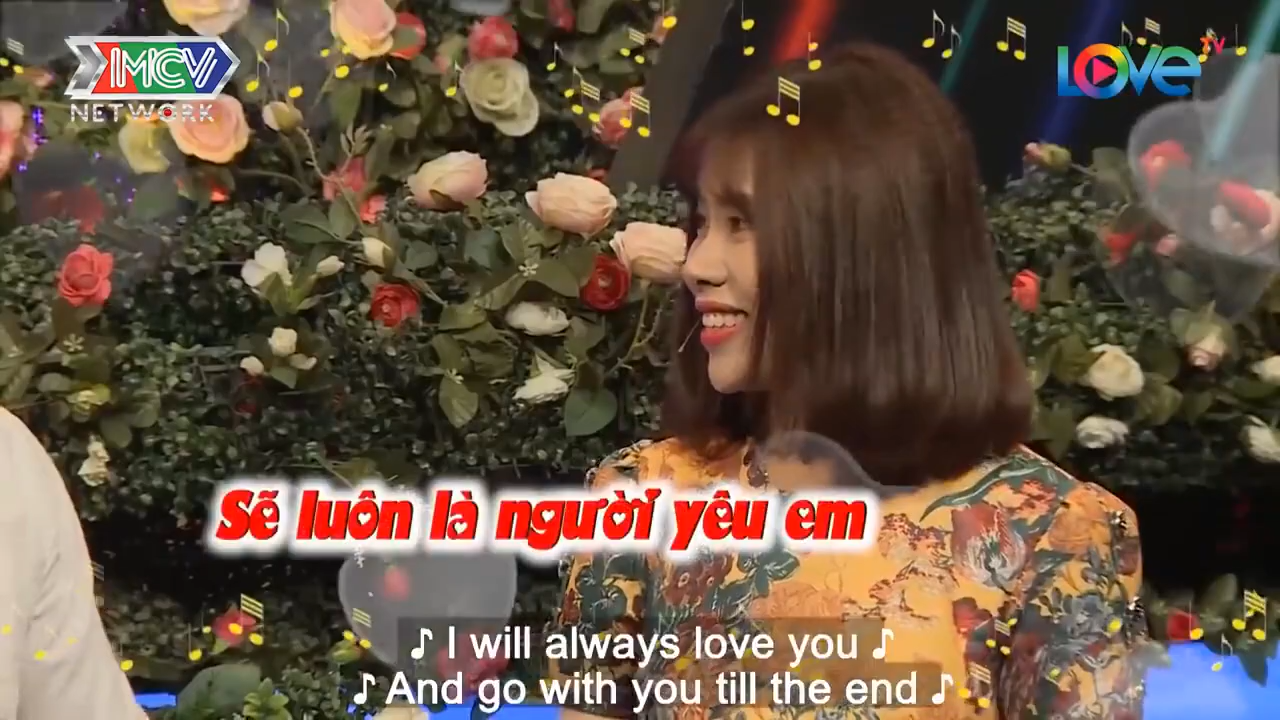 MCV
NETWORK
LOVE TV
Sẽ luôn là người yêu em
♪ I will always love you ♪
♪ And go with you till the end ♪